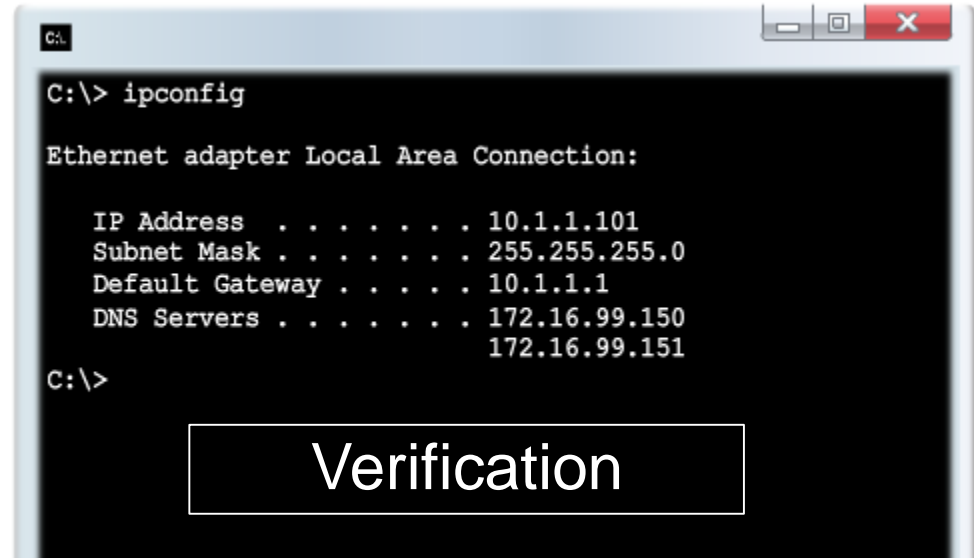 C:\.
C:\> ipconfig
Ethernet adapter Local Area Connection:
IP Address . . . . . . . 10.1.1.101
Subnet Mask . . . . . . . 255.255.255.0
Default Gateway . . . . . 10.1.1.1
DNS Servers . . . . . . . 172.16.99.150
172.16.99.151
C:\>
Verification